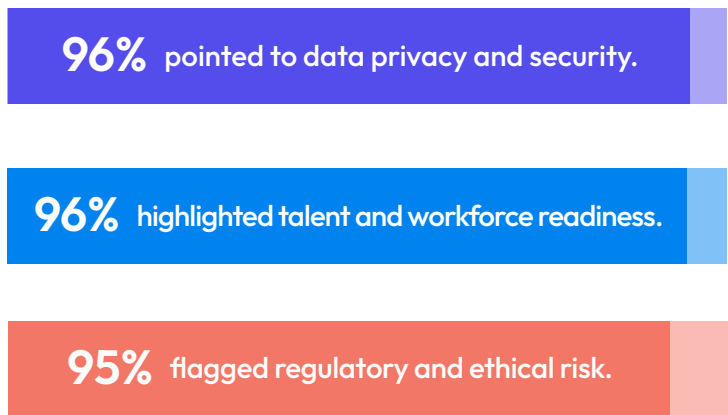 96% pointed to data privacy and security.
96% highlighted talent and workforce readiness.
95% flagged regulatory and ethical risk.